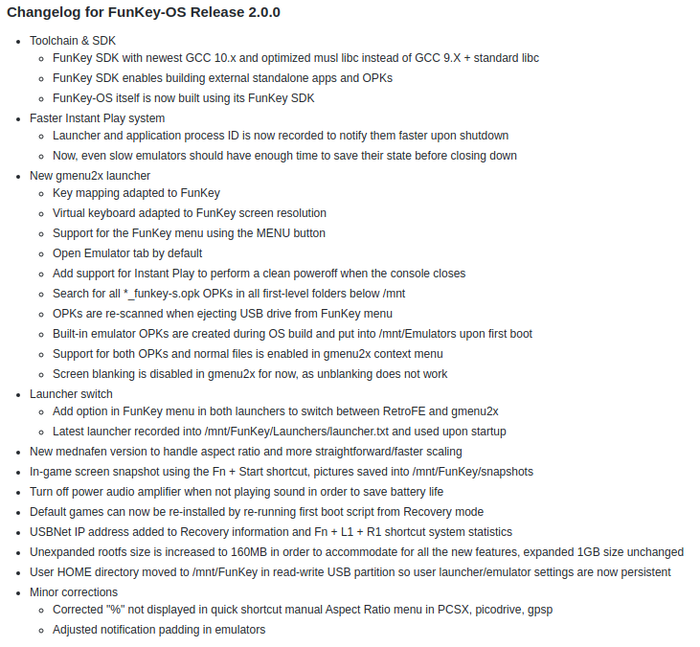 Changelog for FunKey-OS Release 2.0.0
Toolchain & SDK
FunKey SDK with newest GCC 10.x and optimized musl libc instead of GCC 9.X + standard libc
FunKey SDK enables building external standalone apps and OPKs
FunKey-OS itself is now built using its FunKey SDK
Faster Instant Play system
Launcher and application process ID is now recorded to notify them faster upon shutdown
Now, even slow emulators should have enough time to save their state before closing down
New gmenu2x launcher
Key mapping adapted to FunKey
Virtual keyboard adapted to FunKey screen resolution
Support for the FunKey menu using the MENU button
Open Emulator tab by default
Add support for Instant Play to perform a clean poweroff when the console closes
Search for all *_funkey-s.opk OPKs in all first-level folders below /mnt
OPKs are re-scanned when ejecting USB drive from FunKey menu
Built-in emulator OPKs are created during OS build and put into /mnt/Emulators upon first boot
Support for both OPKs and normal files is enabled in gmenu2x context menu
Screen blanking is disabled in gmenu2x for now, as unblanking does not work
Launcher switch
Add option in FunKey menu in both launchers to switch between RetroFE and gmenu2x
Latest launcher recorded into /mnt/FunKey/Launchers/launcher.txt and used upon startup
New mednafen version to handle aspect ratio and more straightforward/faster scaling
In-game screen snapshot using the Fn + Start shortcut, pictures saved into /mnt/FunKey/snapshots
Turn off power audio amplifier when not playing sound in order to save battery life
Default games can now be re-installed by re-running first boot script from Recovery mode
USBNet IP address added to Recovery information and Fn + L1 + R1 shortcut system statistics
Unexpanded rootfs size is increased to 160MB in order to accommodate for all the new features, expanded 1GB size unchanged
User HOME directory moved to /mnt/FunKey in read-write USB partition so user launcher/emulator settings are now persistent
Minor corrections
Corrected "%" not displayed in quick shortcut manual Aspect Ratio menu in PCSX, picodrive, gpsp
Adjusted notification padding in emulators